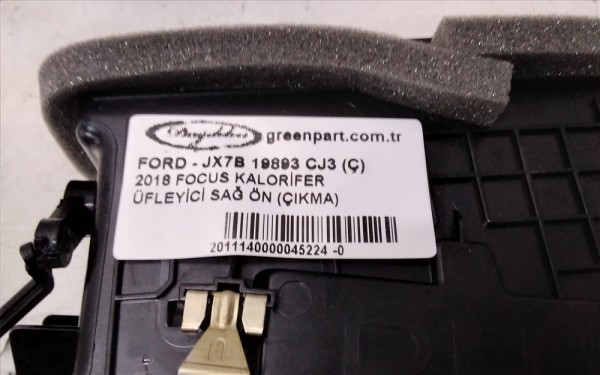 greenpart.com.tr
FORD - JX7B 19893 CJ3 (Ç)
2018 FOCUS KALORİFER
ÜFLEYİCİ SAĞ ÖN (ÇIKMA)
2011140000045224 -0